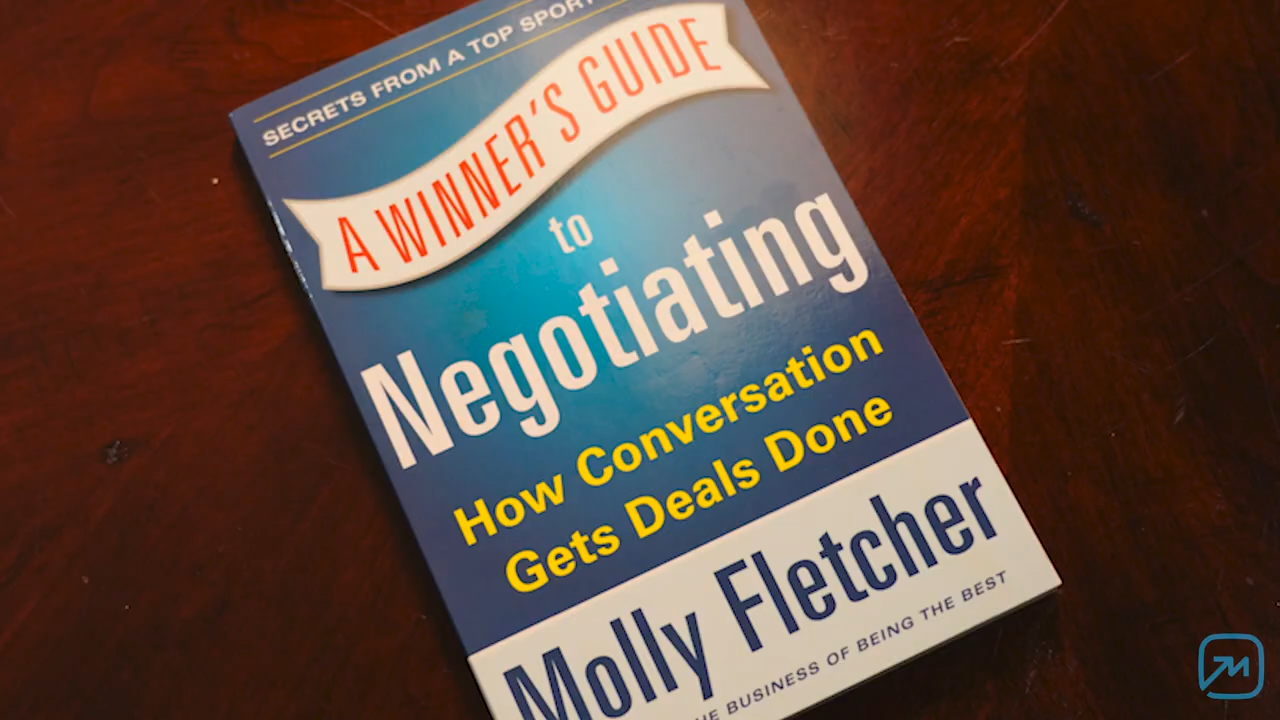 SECRETS FROM A TOP SPORT
A WINNER'S GUIDE
to
Negotiating
How Conversation
Gets Deals Done
Molly Fletcher
HE BUSINESS OF BEING THE BEST